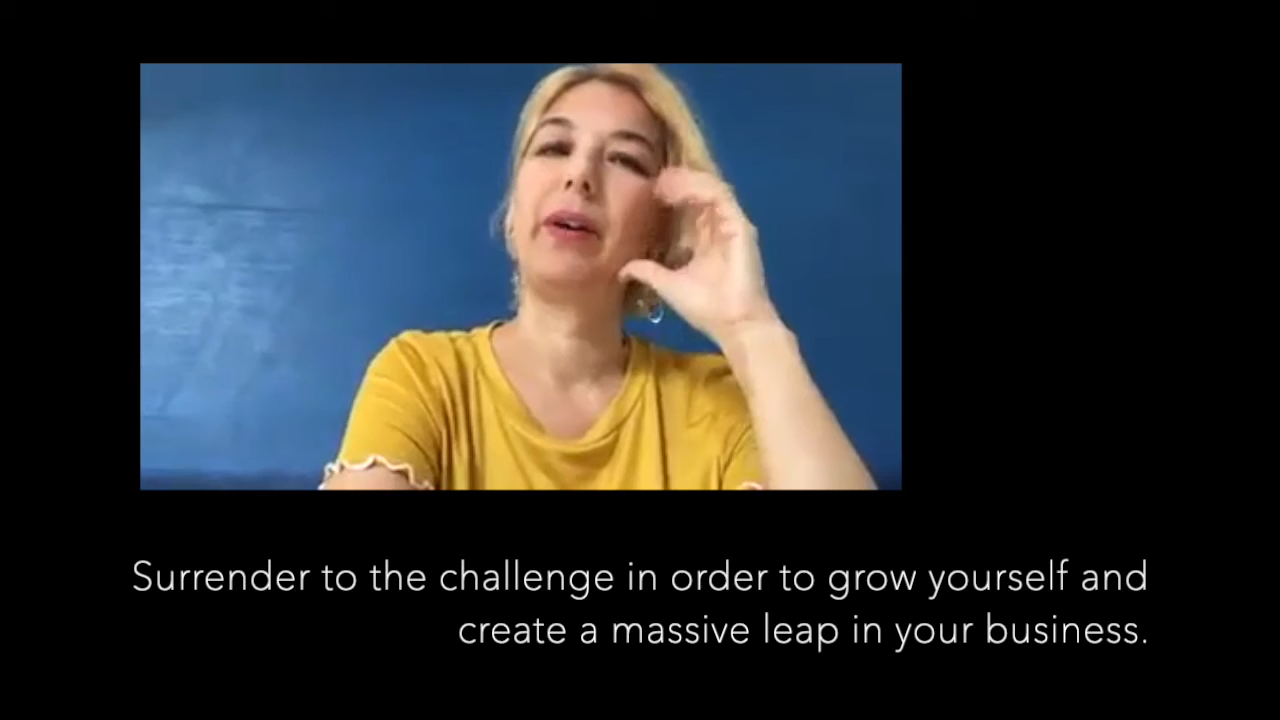 Surrender to the challenge in order to grow yourself and
create a massive leap in your business.